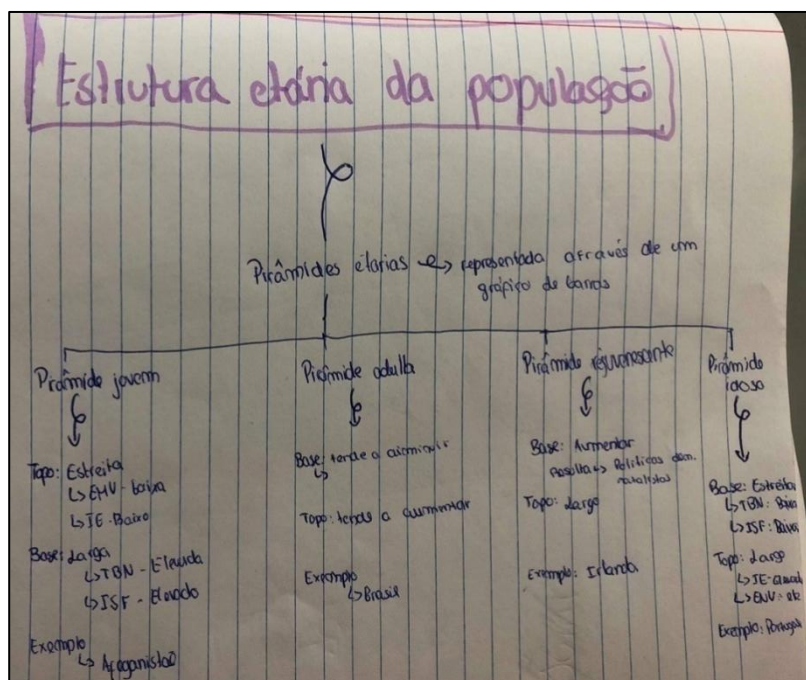 Estrutura etária da população
Pirâmides etárias ↪ representada através de um
gráfico de barras
Pirâmide jovem
Topo: Estreita
↳ EMV - baixa
↳ IE - Baixo
Base: Larga
↳ TBN - Elevada
↳ ISF - Elevado
Exemplo
↳ Afeganistão
Pirâmide adulta
Base: tende a diminuir
↳
Topo: tende a aumentar
Exemplo
↳ Brasil
Pirâmide rejuvenescente
Base: Aumentar
↳ Políticas dem.
natalistas
Topo: Largo
Exemplo: Irlanda
Pirâmide
idosa
Base: Estreita
↳ TBN: Baixa
↳ ISF: Baixo
Topo: Largo
↳ IE -
↳ EMV:
Exemplo: Portugal